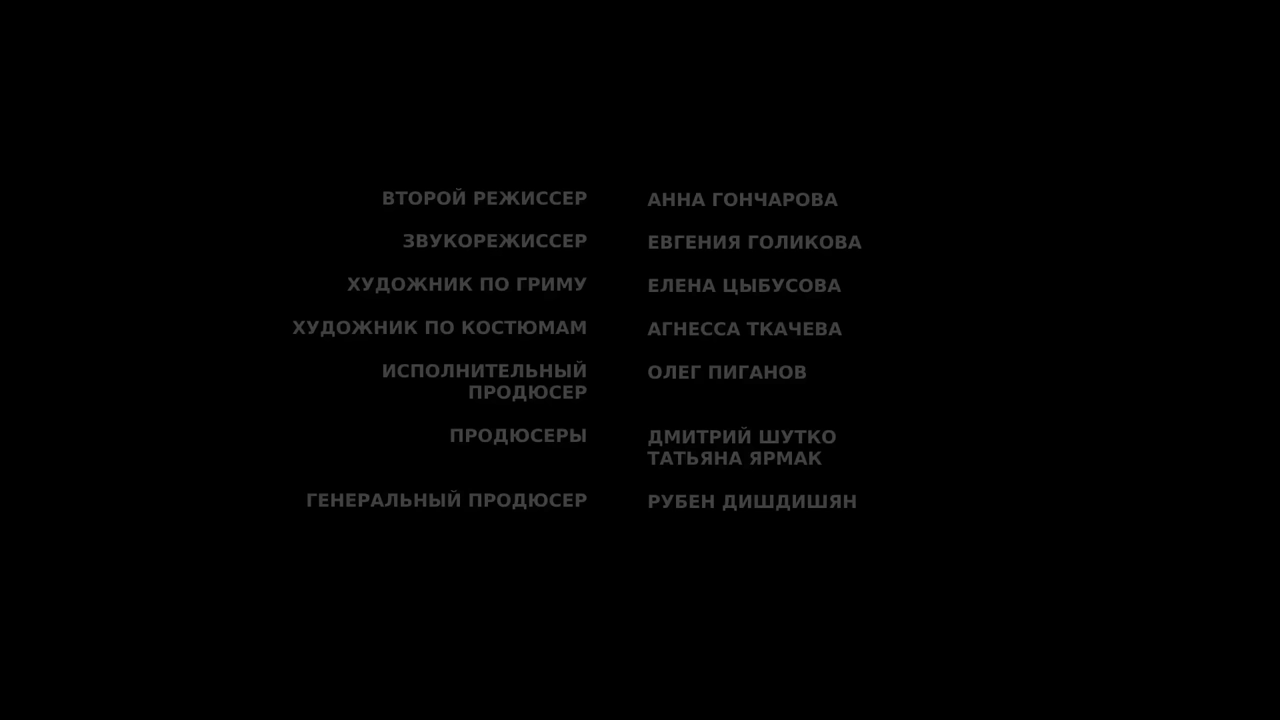 ВТОРОЙ РЕЖИССЕР АННА ГОНЧАРОВА
ЗВУКОРЕЖИССЕР ЕВГЕНИЯ ГОЛИКОВА
ХУДОЖНИК ПО ГРИМУ ЕЛЕНА ЦЫБУСОВА
ХУДОЖНИК ПО КОСТЮМАМ АГНЕССА ТКАЧЕВА
ИСПОЛНИТЕЛЬНЫЙ ОЛЕГ ПИГАНОВ
ПРОДЮСЕР
ПРОДЮСЕРЫ ДМИТРИЙ ШУТКО
ТАТЬЯНА ЯРМАК
ГЕНЕРАЛЬНЫЙ ПРОДЮСЕР РУБЕН ДИШДИШЯН